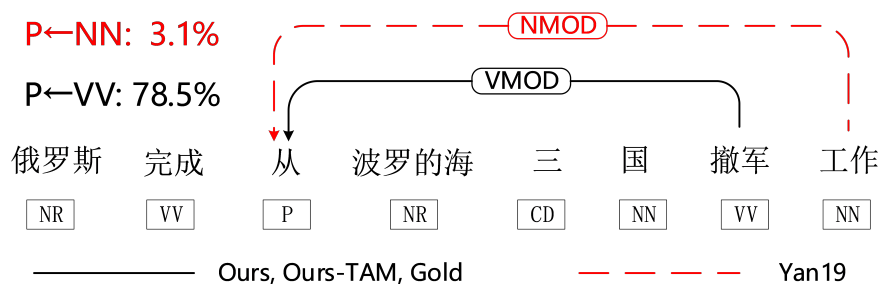 P←NN: 3.1%
NMOD
P←VV: 78.5%
VMOD
俄罗斯 完成 从 波罗的海 三 国 撤军 工作
NR VV P NR CD NN VV NN
Ours, Ours-TAM, Gold Yan19